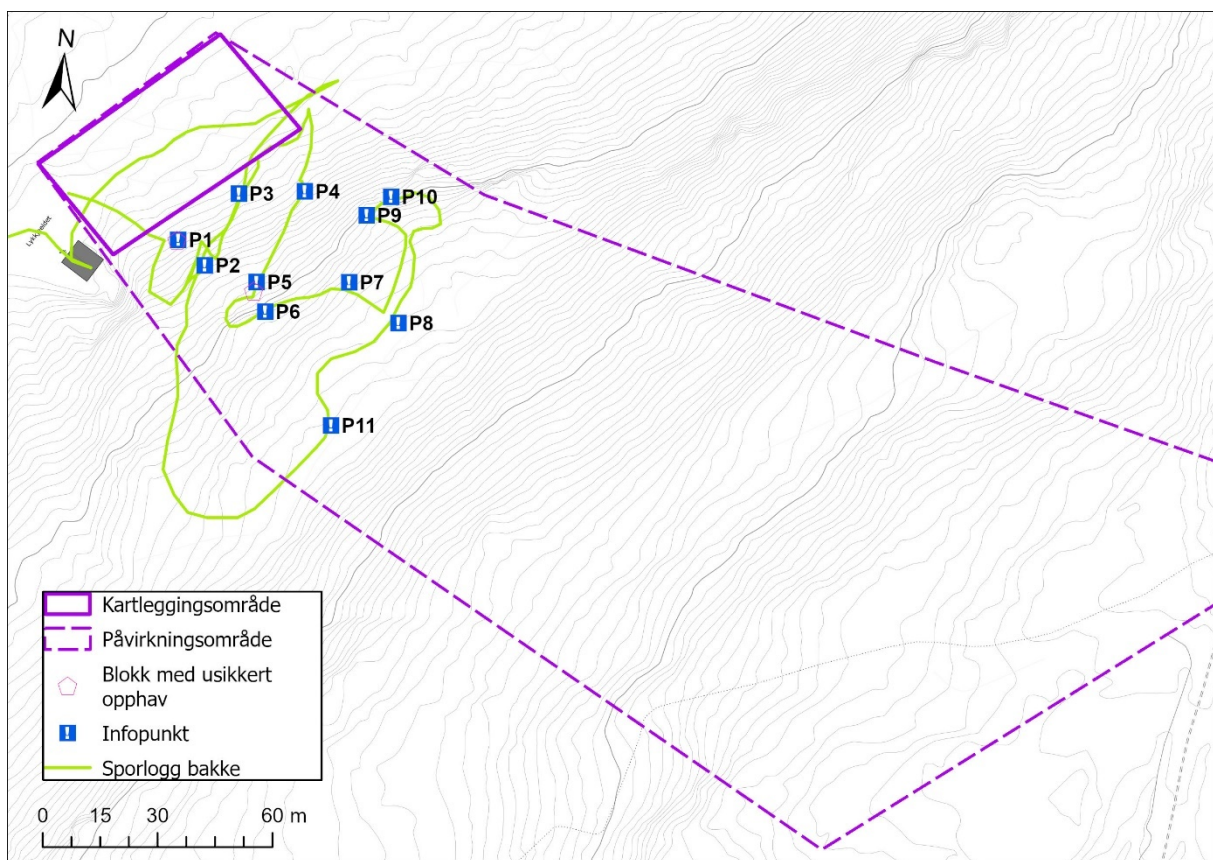 N
P3
P4
P10
P9
P1
P2
P5
P7
P6
P8
P11
Kartleggingsområde
Påvirkningsområde
Blokk med usikkert
opphav
Infopunkt
Sporlogg bakke
0 15 30 60 m